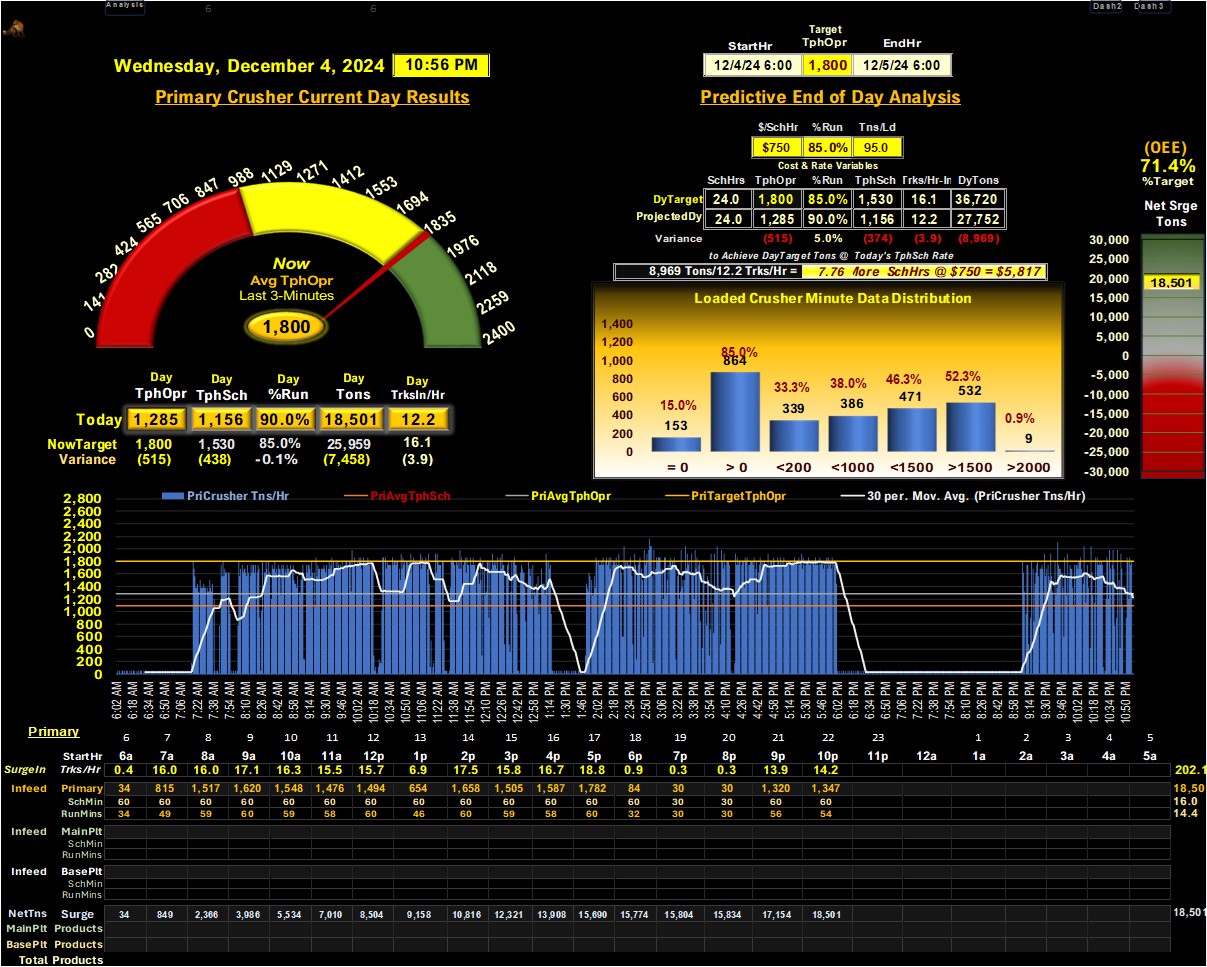 Analysis 6 6 Dash2 Dash3
Wednesday, December 4, 2024 10:56 PM
Primary Crusher Current Day Results
Target
StartHr TphOpr EndHr
12/4/24 6:00 1,800 12/5/24 6:00
Predictive End of Day Analysis
$/SchHr %Run Tns/Ld
$750 85.0% 95.0
Cost & Rate Variables
SchHrs TphOpr %Run TphSch Trks/Hr-In DyTons
DyTarget 24.0 1,800 85.0% 1,530 16.1 36,720
ProjectedDy 24.0 1,285 90.0% 1,156 12.2 27,752
Variance (515) 5.0% (374) (3.9) (8,969)
to Achieve DayTarget Tons @ Today's TphSch Rate
8,969 Tons/12.2 Trks/Hr = 7.76 More SchHrs @ $750 = $5,817
(OEE)
71.4%
%Target
Net Srge
Tons
30,000
25,000
20,000
18,501
15,000
10,000
5,000
0
-5,000
-10,000
-15,000
-20,000
-25,000
-30,000
0 141 282 424 565 706 847 988 1129 1271 1412 1553 1694 1835 1976 2118 2259 2400
Now
Avg TphOpr
Last 3-Minutes
1,800
Day Day Day Day Day
TphOpr TphSch %Run Tons TrksIn/Hr
Today 1,285 1,156 90.0% 18,501 12.2
NowTarget 1,800 1,530 85.0% 25,959 16.1
Variance (515) (438) -0.1% (7,458) (3.9)
Loaded Crusher Minute Data Distribution
1,400
1,200
1,000
800
600
400
200
0
15.0% 85.0% 33.3% 38.0% 46.3% 52.3% 0.9%
153 864 339 386 471 532 9
= 0 > 0 <200 <1000 <1500 >1500 >2000
PriCrusher Tns/Hr PriAvgTphSch PriAvgTphOpr PriTargetTphOpr 30 per. Mov. Avg. (PriCrusher Tns/Hr)
2,800
2,600
2,400
2,200
2,000
1,800
1,600
1,400
1,200
1,000
800
600
400
200
0
6:02 AM 6:18 AM 6:34 AM 6:50 AM 7:06 AM 7:22 AM 7:38 AM 7:54 AM 8:10 AM 8:26 AM 8:42 AM 8:58 AM 9:14 AM 9:30 AM 9:46 AM 10:02 AM 10:18 AM 10:34 AM 10:50 AM 11:06 AM 11:22 AM 11:38 AM 11:54 AM 12:10 PM 12:26 PM 12:42 PM 12:58 PM 1:14 PM 1:30 PM 1:46 PM 2:02 PM 2:18 PM 2:34 PM 2:50 PM 3:06 PM 3:22 PM 3:38 PM 3:54 PM 4:10 PM 4:26 PM 4:42 PM 4:58 PM 5:14 PM 5:30 PM 5:46 PM 6:02 PM 6:18 PM 6:34 PM 6:50 PM 7:06 PM 7:22 PM 7:38 PM 7:54 PM 8:10 PM 8:26 PM 8:42 PM 8:58 PM 9:14 PM 9:30 PM 9:46 PM 10:02 PM 10:18 PM 10:34 PM 10:50 PM
Primary 6 7 8 9 10 11 12 13 14 15 16 17 18 19 20 21 22 23 1 2 3 4 5
StartHr 6a 7a 8a 9a 10a 11a 12p 1p 2p 3p 4p 5p 6p 7p 8p 9p 10p 11p 12a 1a 2a 3a 4a 5a
SurgeIn Trks/Hr 0.4 16.0 16.0 17.1 16.3 15.5 15.7 6.9 17.5 15.8 16.7 18.8 0.9 0.3 0.3 13.9 14.2 202.1
Infeed Primary 34 815 1,517 1,620 1,548 1,476 1,494 654 1,658 1,505 1,587 1,782 84 30 30 1,320 1,347 18,50
SchMin 60 60 60 60 60 60 60 60 60 60 60 60 60 60 60 60 60 16.0
RunMins 34 49 59 60 59 58 60 46 60 59 58 60 32 30 30 56 54 14.4
Infeed MainPlt
SchMin
RunMins
Infeed BasePlt
SchMin
RunMins
NetTns Surge 34 849 2,366 3,986 5,534 7,010 8,504 9,158 10,816 12,321 13,908 15,690 15,774 15,804 15,834 17,154 18,501 18,501
MainPlt Products
BasePlt Products
Total Products